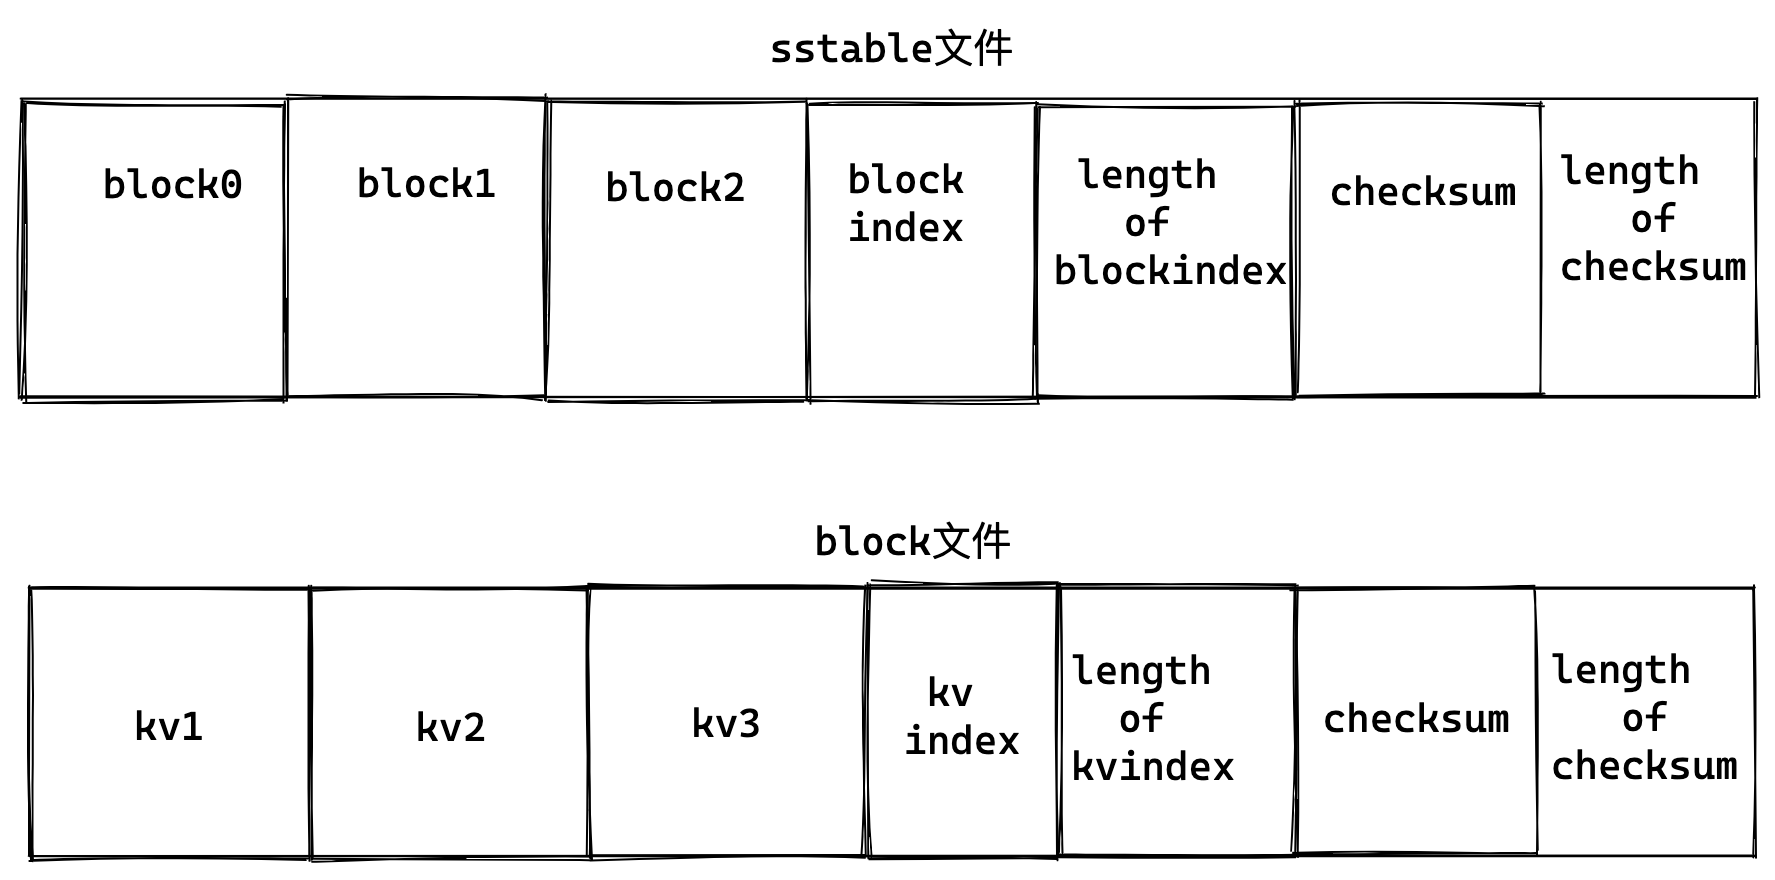 sstable文件
block0
block1
block2
block
index
length
of
blockindex
checksum
length
of
checksum
block文件
kv1
kv2
kv3
kv
index
length
of
kvindex
checksum
length
of
checksum